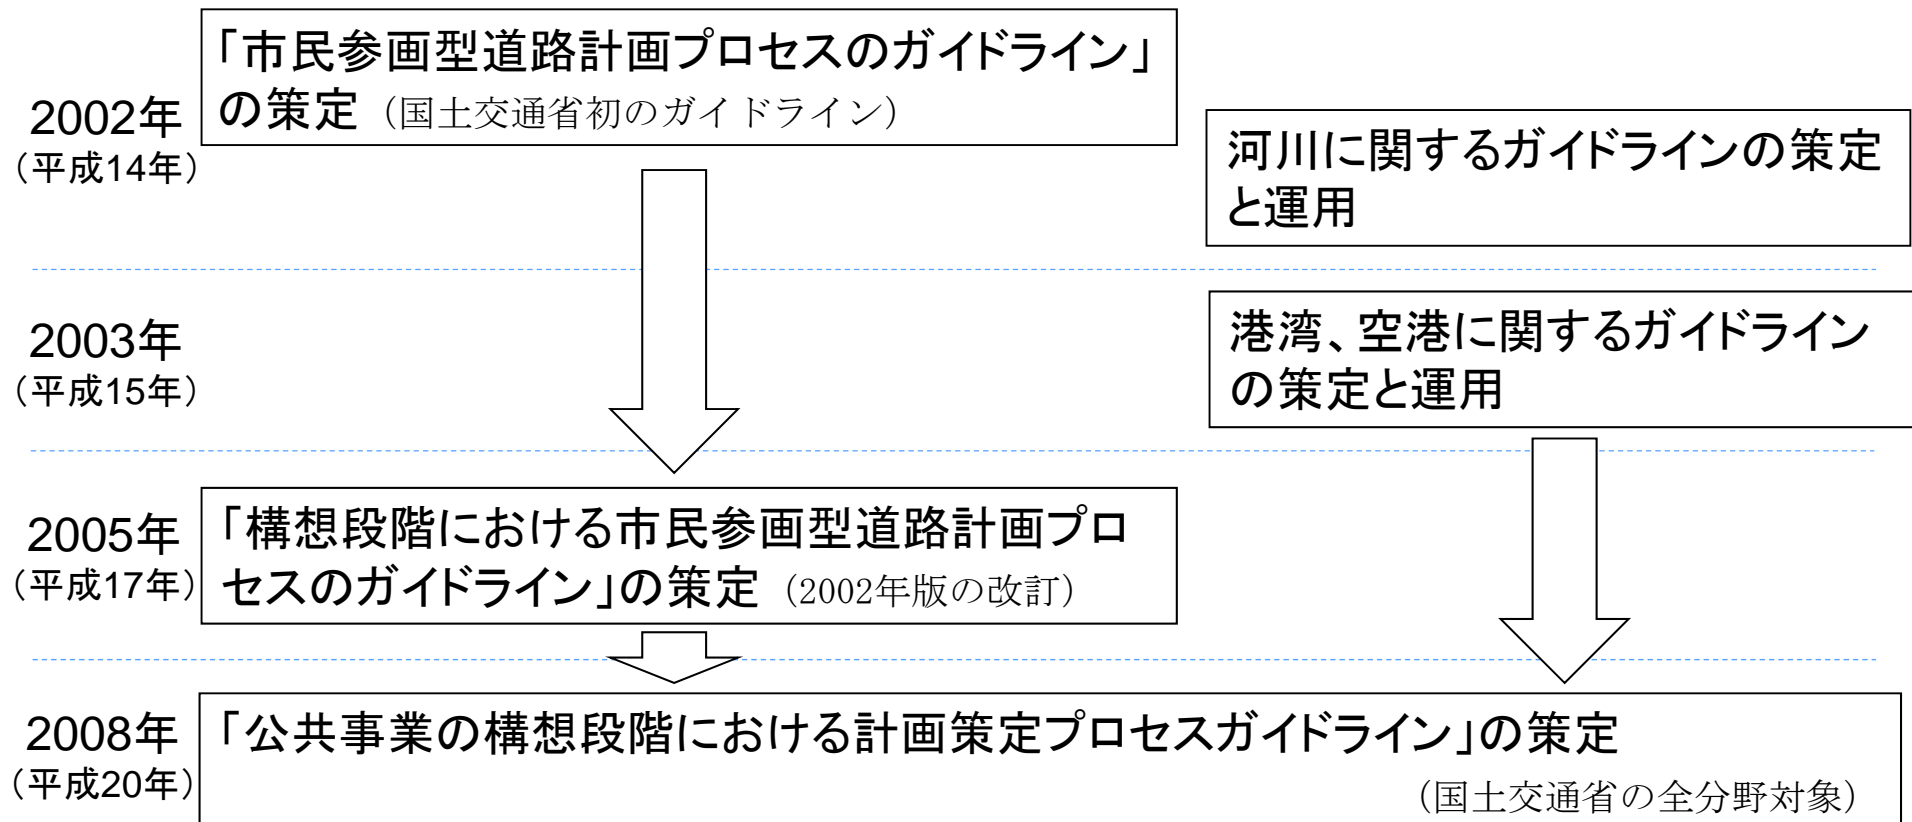 2002年
（平成14年）
「市民参画型道路計画プロセスのガイドライン」
の策定（国土交通省初のガイドライン）
河川に関するガイドラインの策定
と運用
2003年
（平成15年）
港湾、空港に関するガイドライン
の策定と運用
2005年
（平成17年）
「構想段階における市民参画型道路計画プロ
セスのガイドライン」の策定（2002年版の改訂）
2008年
（平成20年）
「公共事業の構想段階における計画策定プロセスガイドライン」の策定
（国土交通省の全分野対象）